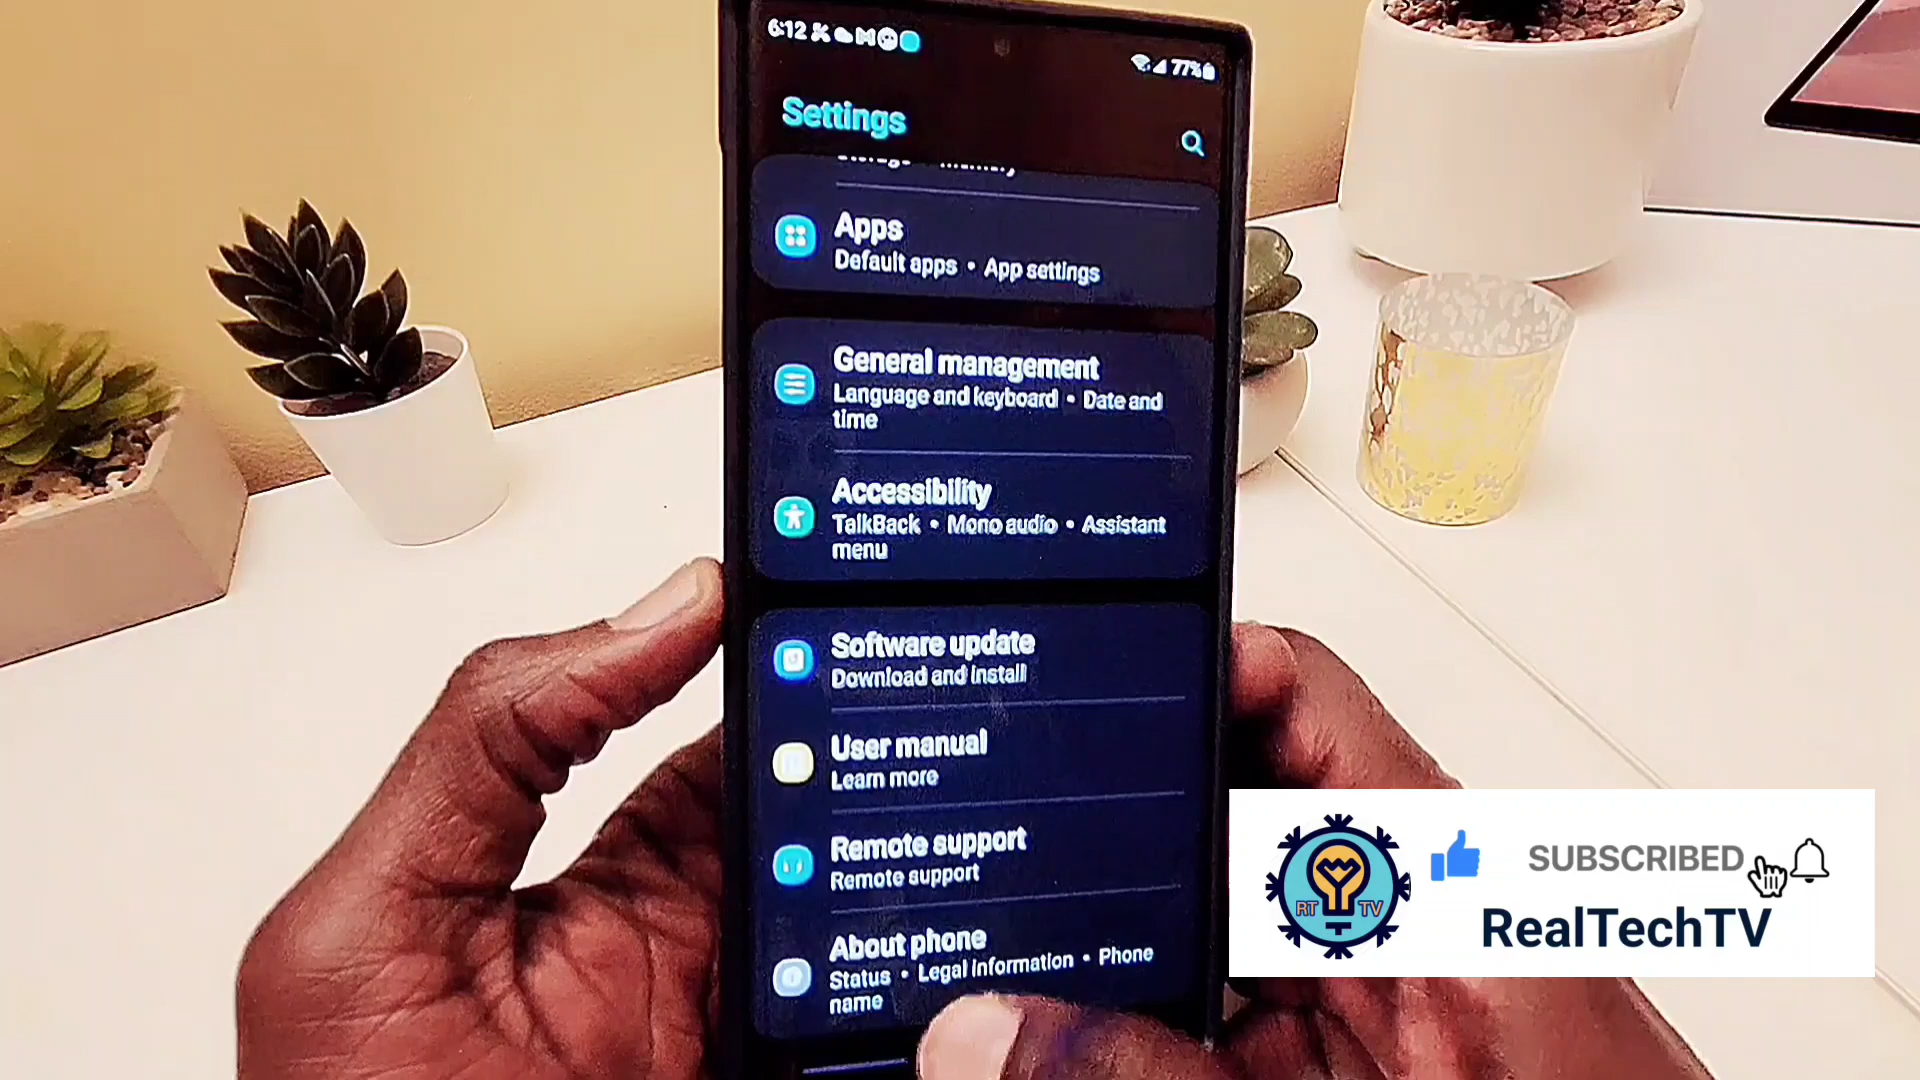 6:12
77%
Settings
Apps
Default apps • App settings
General management
Language and keyboard • Date and
time
Accessibility
TalkBack • Mono audio • Assistant
menu
Software update
Download and install
User manual
Learn more
Remote support
Remote support
About phone
Status • Legal information • Phone
name
SUBSCRIBED
RT TV
RealTechTV